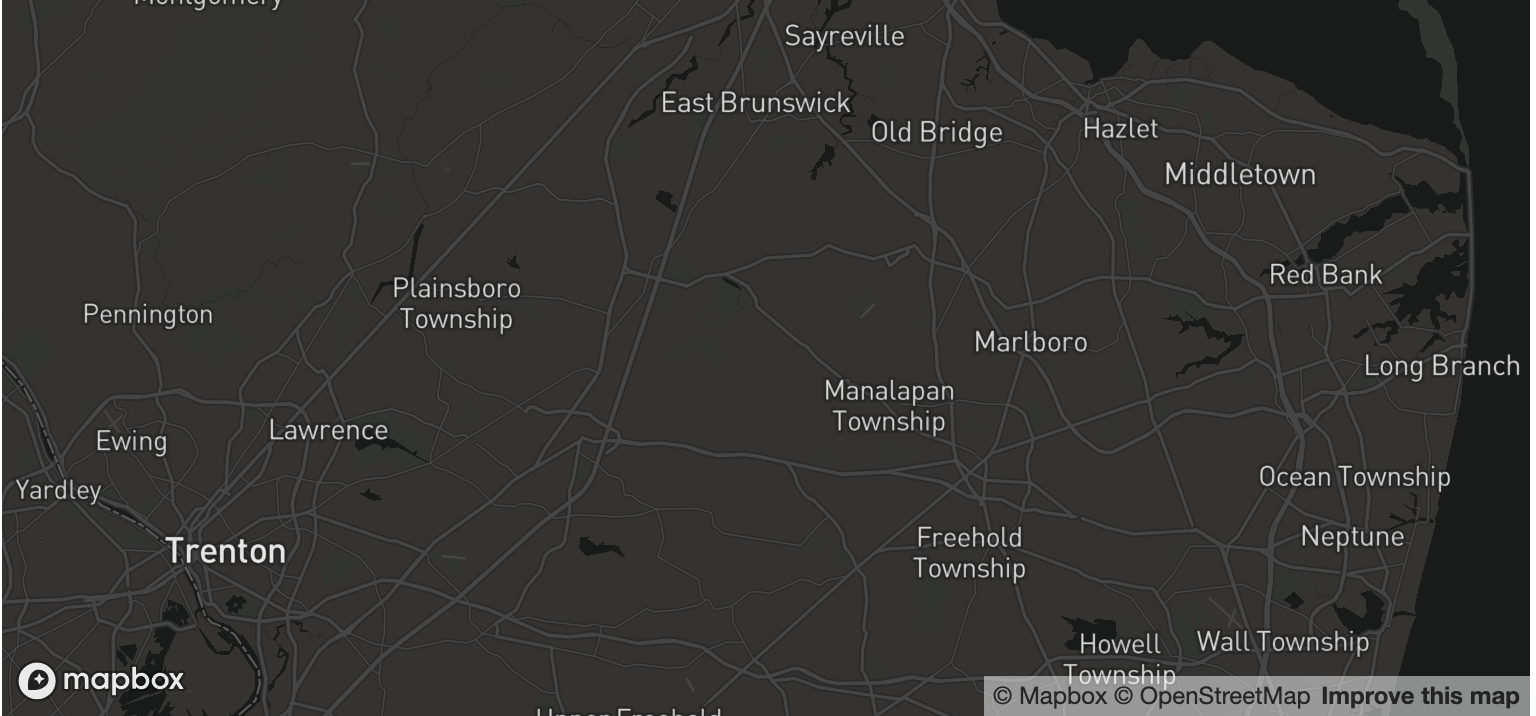 Montgomery
Sayreville
East Brunswick
Old Bridge
Hazlet
Middletown
Red Bank
Plainsboro
Township
Pennington
Marlboro
Long Branch
Manalapan
Township
Lawrence
Ewing
Ocean Township
Yardley
Neptune
Trenton
Freehold
Township
Howell
Township
Wall Township
mapbox
© Mapbox © OpenStreetMap Improve this map
Upper Freehold